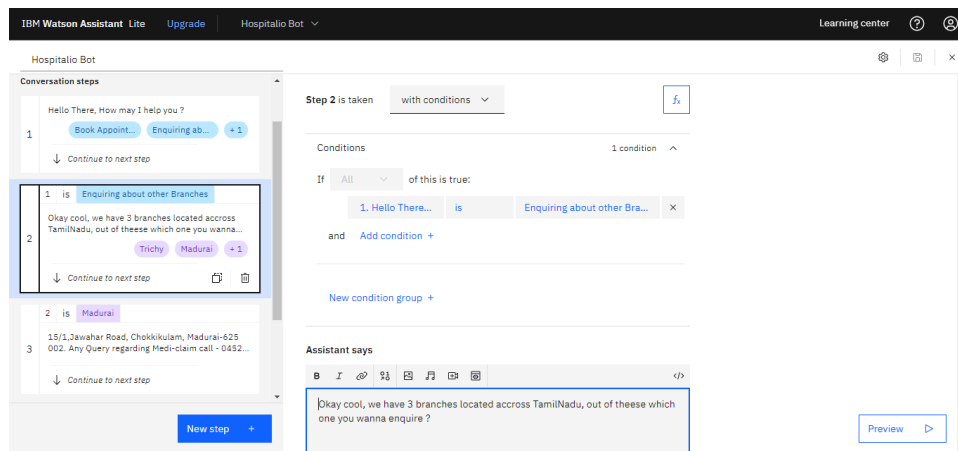 IBM Watson Assistant Lite Upgrade Hospitalio Bot Learning center
Hospitalio Bot
Conversation steps
Hello There, How may I help you ?
1
Book Appoint... Enquiring ab... + 1
Continue to next step
1 is Enquiring about other Branches
Okay cool, we have 3 branches located accross
TamilNadu, out of theese which one you wanna...
2
Trichy Madurai + 1
Continue to next step
2 is Madurai
15/1,Jawahar Road, Chokkikulam, Madurai-625
3 002. Any Query regarding Medi-claim call - 0452...
Continue to next step
New step +
Step 2 is taken with conditions fx
Conditions 1 condition
If All of this is true:
1. Hello There... is Enquiring about other Bra... ×
and Add condition +
New condition group +
Assistant says
B I </>
Okay cool, we have 3 branches located accross TamilNadu, out of theese which
one you wanna enquire ?
Preview